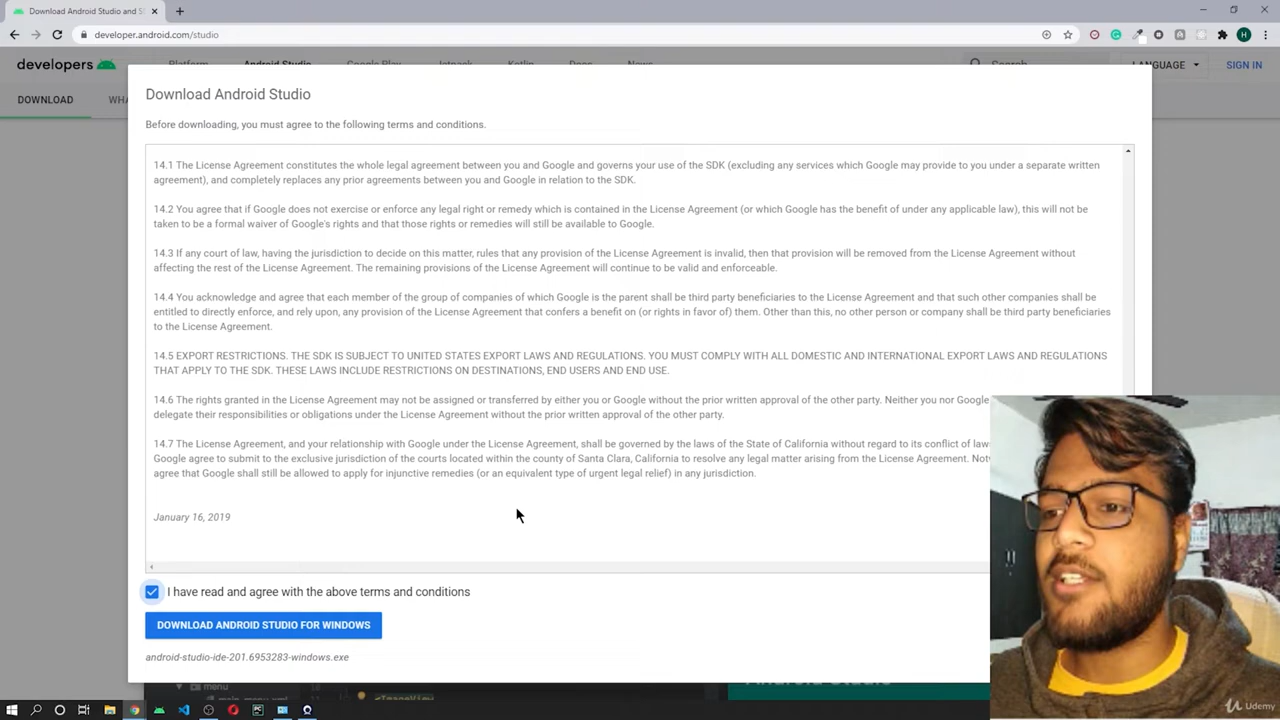 Download Android Studio and S
developer.android.com/studio
H
developers
Platform Android Studio Google Play Jetpack Kotlin Docs News Search LANGUAGE SIGN IN
DOWNLOAD WHA
Download Android Studio
Before downloading, you must agree to the following terms and conditions.
14.1 The License Agreement constitutes the whole legal agreement between you and Google and governs your use of the SDK (excluding any services which Google may provide to you under a separate written
agreement), and completely replaces any prior agreements between you and Google in relation to the SDK.
14.2 You agree that if Google does not exercise or enforce any legal right or remedy which is contained in the License Agreement (or which Google has the benefit of under any applicable law), this will not be
taken to be a formal waiver of Google's rights and that those rights or remedies will still be available to Google.
14.3 If any court of law, having the jurisdiction to decide on this matter, rules that any provision of the License Agreement is invalid, then that provision will be removed from the License Agreement without
affecting the rest of the License Agreement. The remaining provisions of the License Agreement will continue to be valid and enforceable.
14.4 You acknowledge and agree that each member of the group of companies of which Google is the parent shall be third party beneficiaries to the License Agreement and that such other companies shall be
entitled to directly enforce, and rely upon, any provision of the License Agreement that confers a benefit on (or rights in favor of) them. Other than this, no other person or company shall be third party beneficiaries
to the License Agreement.
14.5 EXPORT RESTRICTIONS. THE SDK IS SUBJECT TO UNITED STATES EXPORT LAWS AND REGULATIONS. YOU MUST COMPLY WITH ALL DOMESTIC AND INTERNATIONAL EXPORT LAWS AND REGULATIONS
THAT APPLY TO THE SDK. THESE LAWS INCLUDE RESTRICTIONS ON DESTINATIONS, END USERS AND END USE.
14.6 The rights granted in the License Agreement may not be assigned or transferred by either you or Google without the prior written approval of the other party. Neither you nor Google
delegate their responsibilities or obligations under the License Agreement without the prior written approval of the other party.
14.7 The License Agreement, and your relationship with Google under the License Agreement, shall be governed by the laws of the State of California without regard to its conflict of law
Google agree to submit to the exclusive jurisdiction of the courts located within the county of Santa Clara, California to resolve any legal matter arising from the License Agreement. Not
agree that Google shall still be allowed to apply for injunctive remedies (or an equivalent type of urgent legal relief) in any jurisdiction.
January 16, 2019
I have read and agree with the above terms and conditions
DOWNLOAD ANDROID STUDIO FOR WINDOWS
android-studio-ide-201.6953283-windows.exe
menu
<ImageView
Android Studio
Udemy